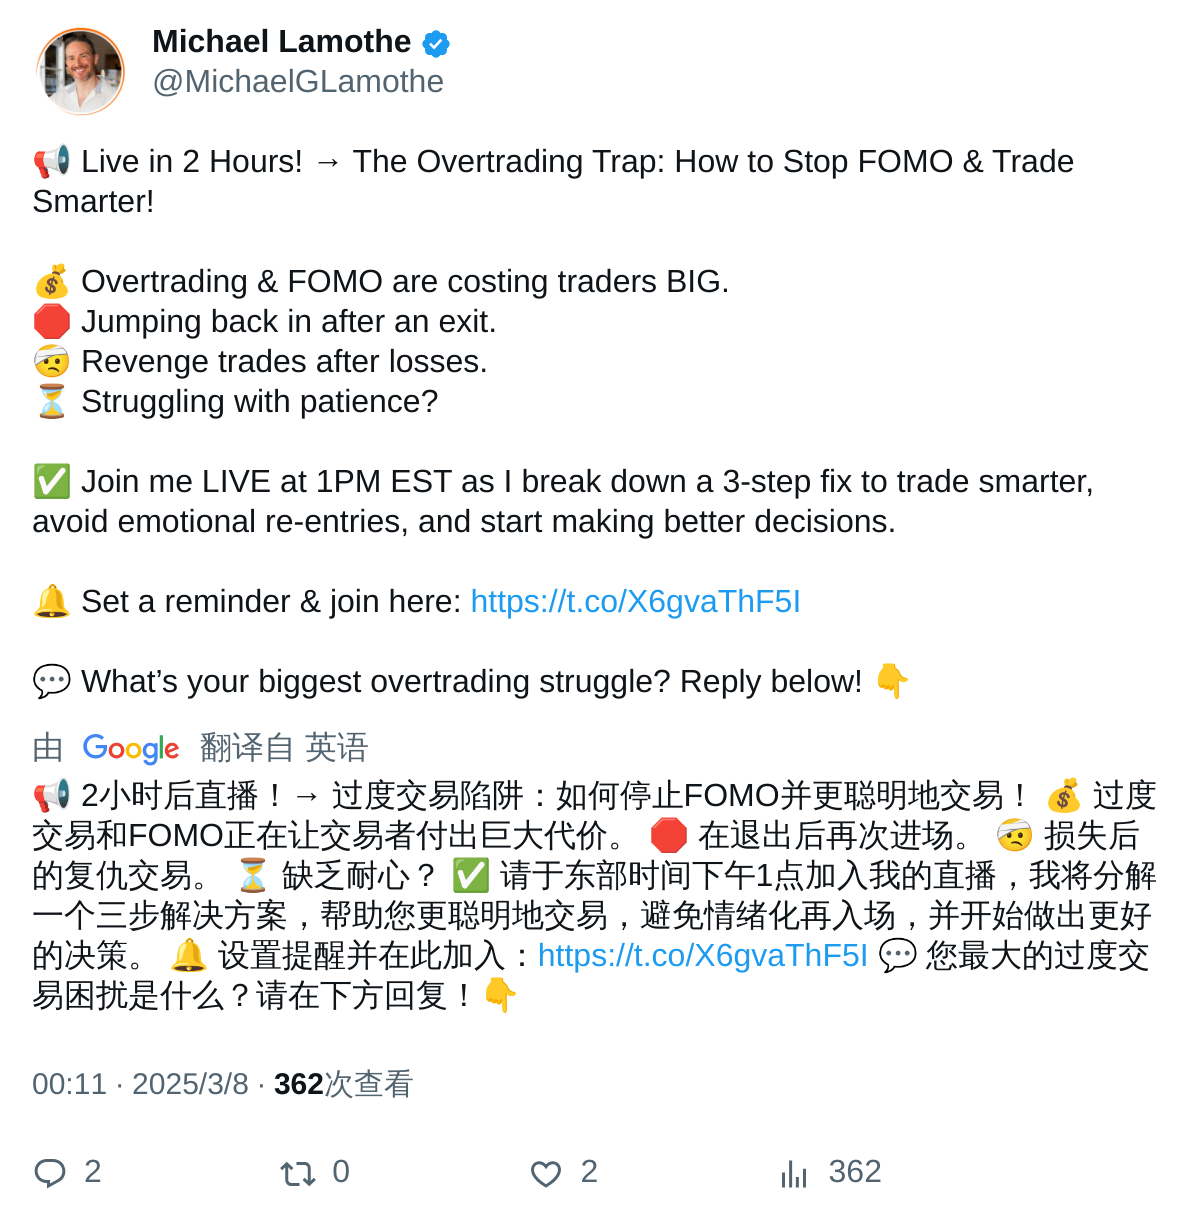 Michael Lamothe
@MichaelGLamothe
📢 Live in 2 Hours! → The Overtrading Trap: How to Stop FOMO & Trade
Smarter!
💰 Overtrading & FOMO are costing traders BIG.
🛑 Jumping back in after an exit.
🤕 Revenge trades after losses.
⏳ Struggling with patience?
✅ Join me LIVE at 1PM EST as I break down a 3-step fix to trade smarter,
avoid emotional re-entries, and start making better decisions.
🔔 Set a reminder & join here: https://t.co/X6gvaThF5I
💬 What’s your biggest overtrading struggle? Reply below! 👇
由 Google 翻译自 英语
📢 2小时后直播！→ 过度交易陷阱：如何停止FOMO并更聪明地交易！ 💰 过度
交易和FOMO正在让交易者付出巨大代价。 🛑 在退出后再次进场。 🤕 损失后
的复仇交易。 ⏳ 缺乏耐心？ ✅ 请于东部时间下午1点加入我的直播，我将分解
一个三步解决方案，帮助您更聪明地交易，避免情绪化再入场，并开始做出更好
的决策。 🔔 设置提醒并在此加入：https://t.co/X6gvaThF5I 💬 您最大的过度交
易困扰是什么？请在下方回复！👇
00:11 · 2025/3/8 · 362次查看
2 0 2 362